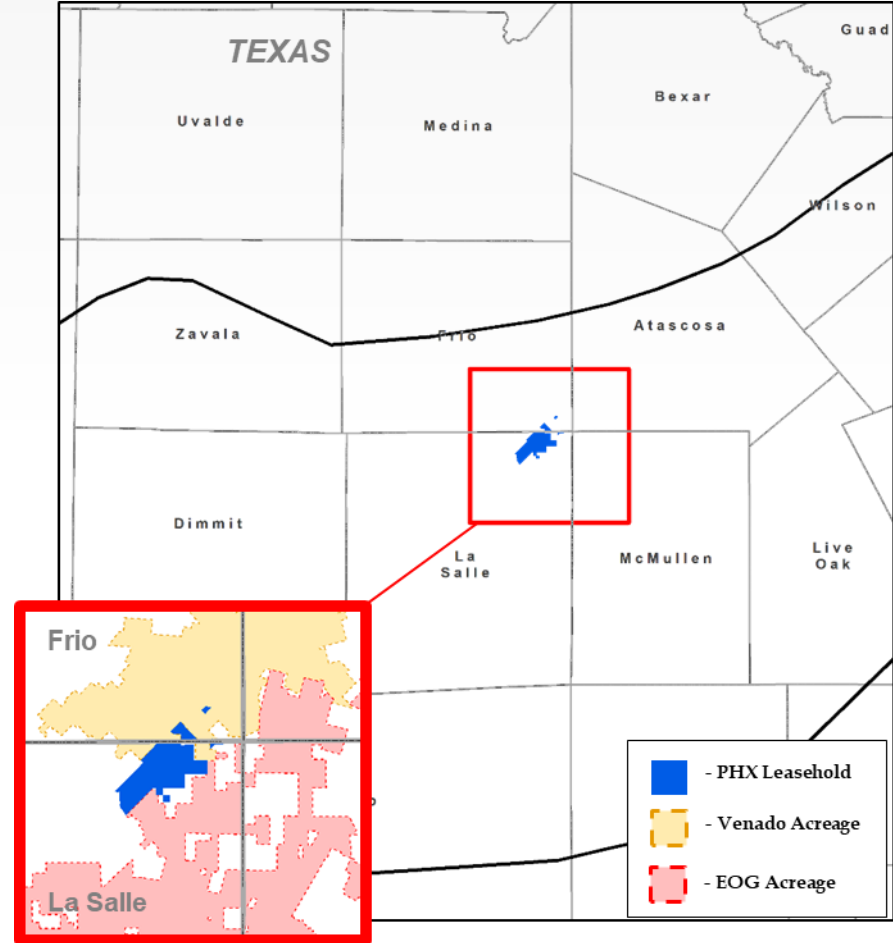 TEXAS
Guad
Bexar
Uvalde
Medina
Wilson
Atascosa
Zavala
Frio
Dimmit
La
Salle
McMullen
Live
Oak
Frio
La Salle
- PHX Leasehold
- Venado Acreage
- EOG Acreage